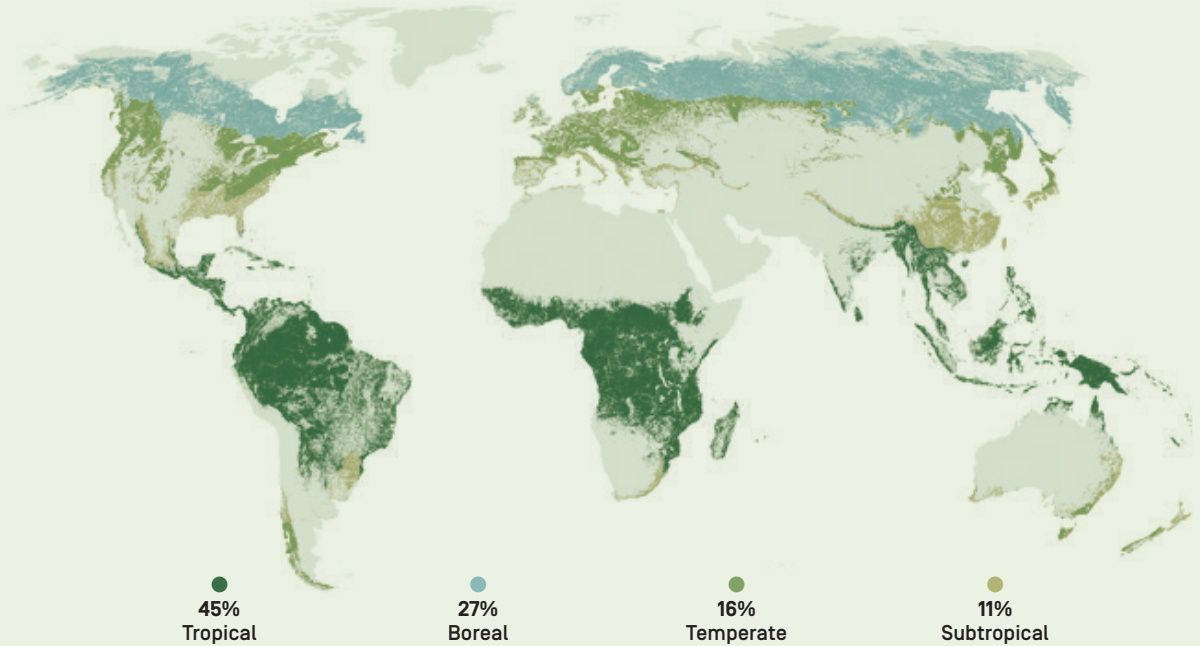 45%
Tropical
27%
Boreal
16%
Temperate
11%
Subtropical